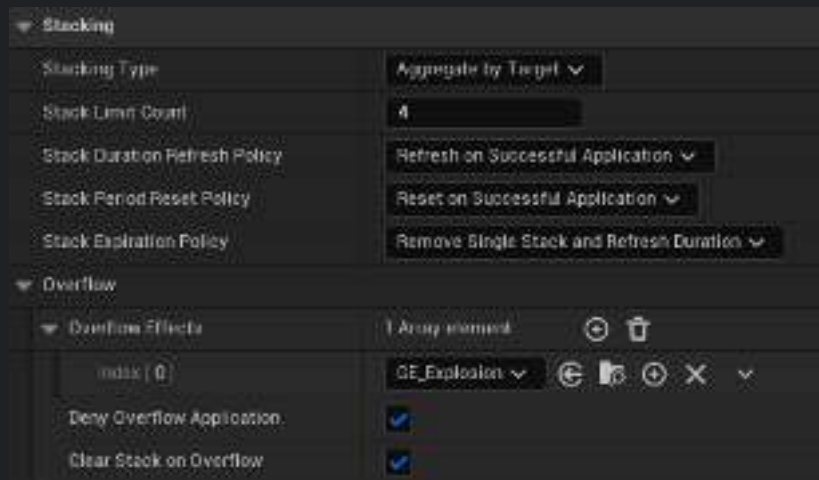 Stacking
Stacking Type Aggregate by Target
Stack Limit Count 4
Stack Duration Refresh Policy Refresh on Successful Application
Stack Period Reset Policy Reset on Successful Application
Stack Expiration Policy Remove Single Stack and Refresh Duration
Overflow
Overflow Effects 1 Array element
Index [ 0 ] GE_Explosion
Deny Overflow Application
Clear Stack on Overflow